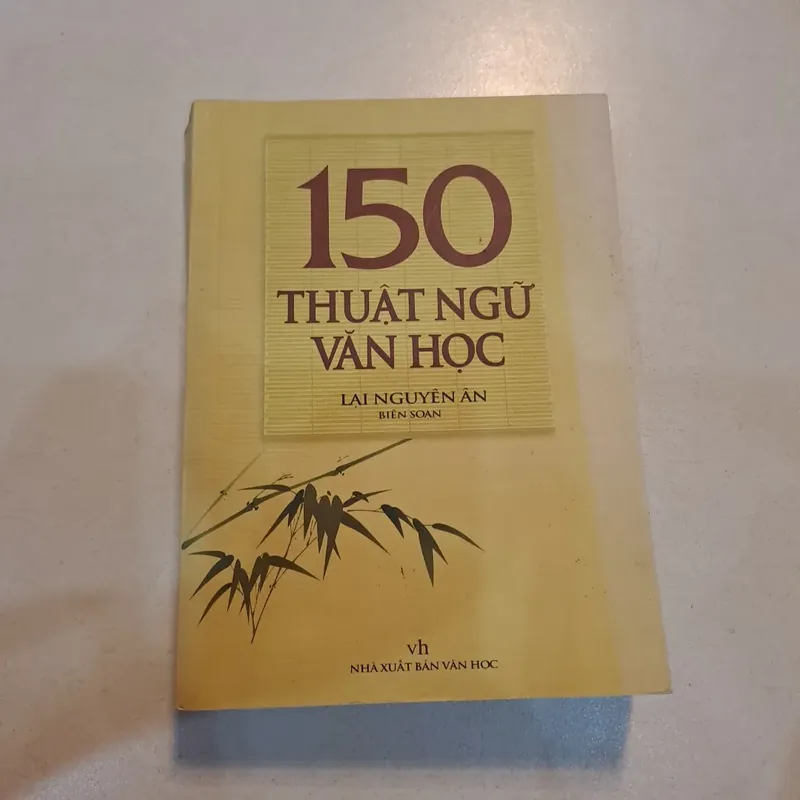 150
THUẬT NGỮ
VĂN HỌC
LẠI NGUYÊN ÂN
BIÊN SOẠN
vh
NHÀ XUẤT BẢN VĂN HỌC